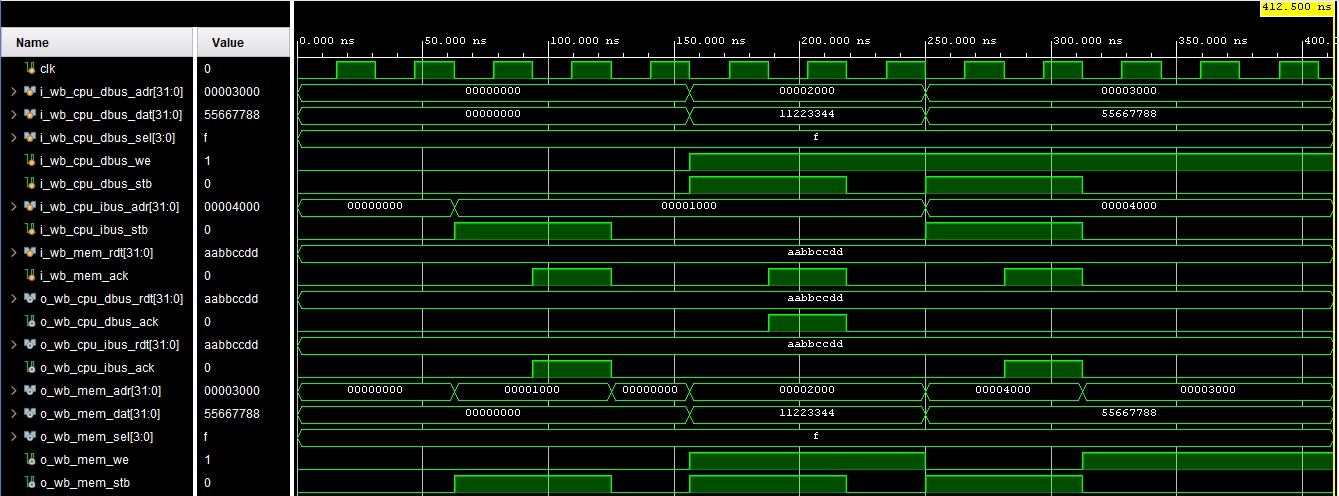 412.500 ns
Name Value
0.000 ns 50.000 ns 100.000 ns 150.000 ns 200.000 ns 250.000 ns 300.000 ns 350.000 ns 400.
clk 0
i_wb_cpu_dbus_adr[31:0] 00003000 00000000 00002000 00003000
i_wb_cpu_dbus_dat[31:0] 55667788 00000000 11223344 55667788
i_wb_cpu_dbus_sel[3:0] f f
i_wb_cpu_dbus_we 1
i_wb_cpu_dbus_stb 0
i_wb_cpu_ibus_adr[31:0] 00004000 00000000 00001000 00004000
i_wb_cpu_ibus_stb 0
i_wb_mem_rdt[31:0] aabbccdd aabbccdd
i_wb_mem_ack 0
o_wb_cpu_dbus_rdt[31:0] aabbccdd aabbccdd
o_wb_cpu_dbus_ack 0
o_wb_cpu_ibus_rdt[31:0] aabbccdd aabbccdd
o_wb_cpu_ibus_ack 0
o_wb_mem_adr[31:0] 00003000 00000000 00001000 00000000 00002000 00004000 00003000
o_wb_mem_dat[31:0] 55667788 00000000 11223344 55667788
o_wb_mem_sel[3:0] f f
o_wb_mem_we 1
o_wb_mem_stb 0